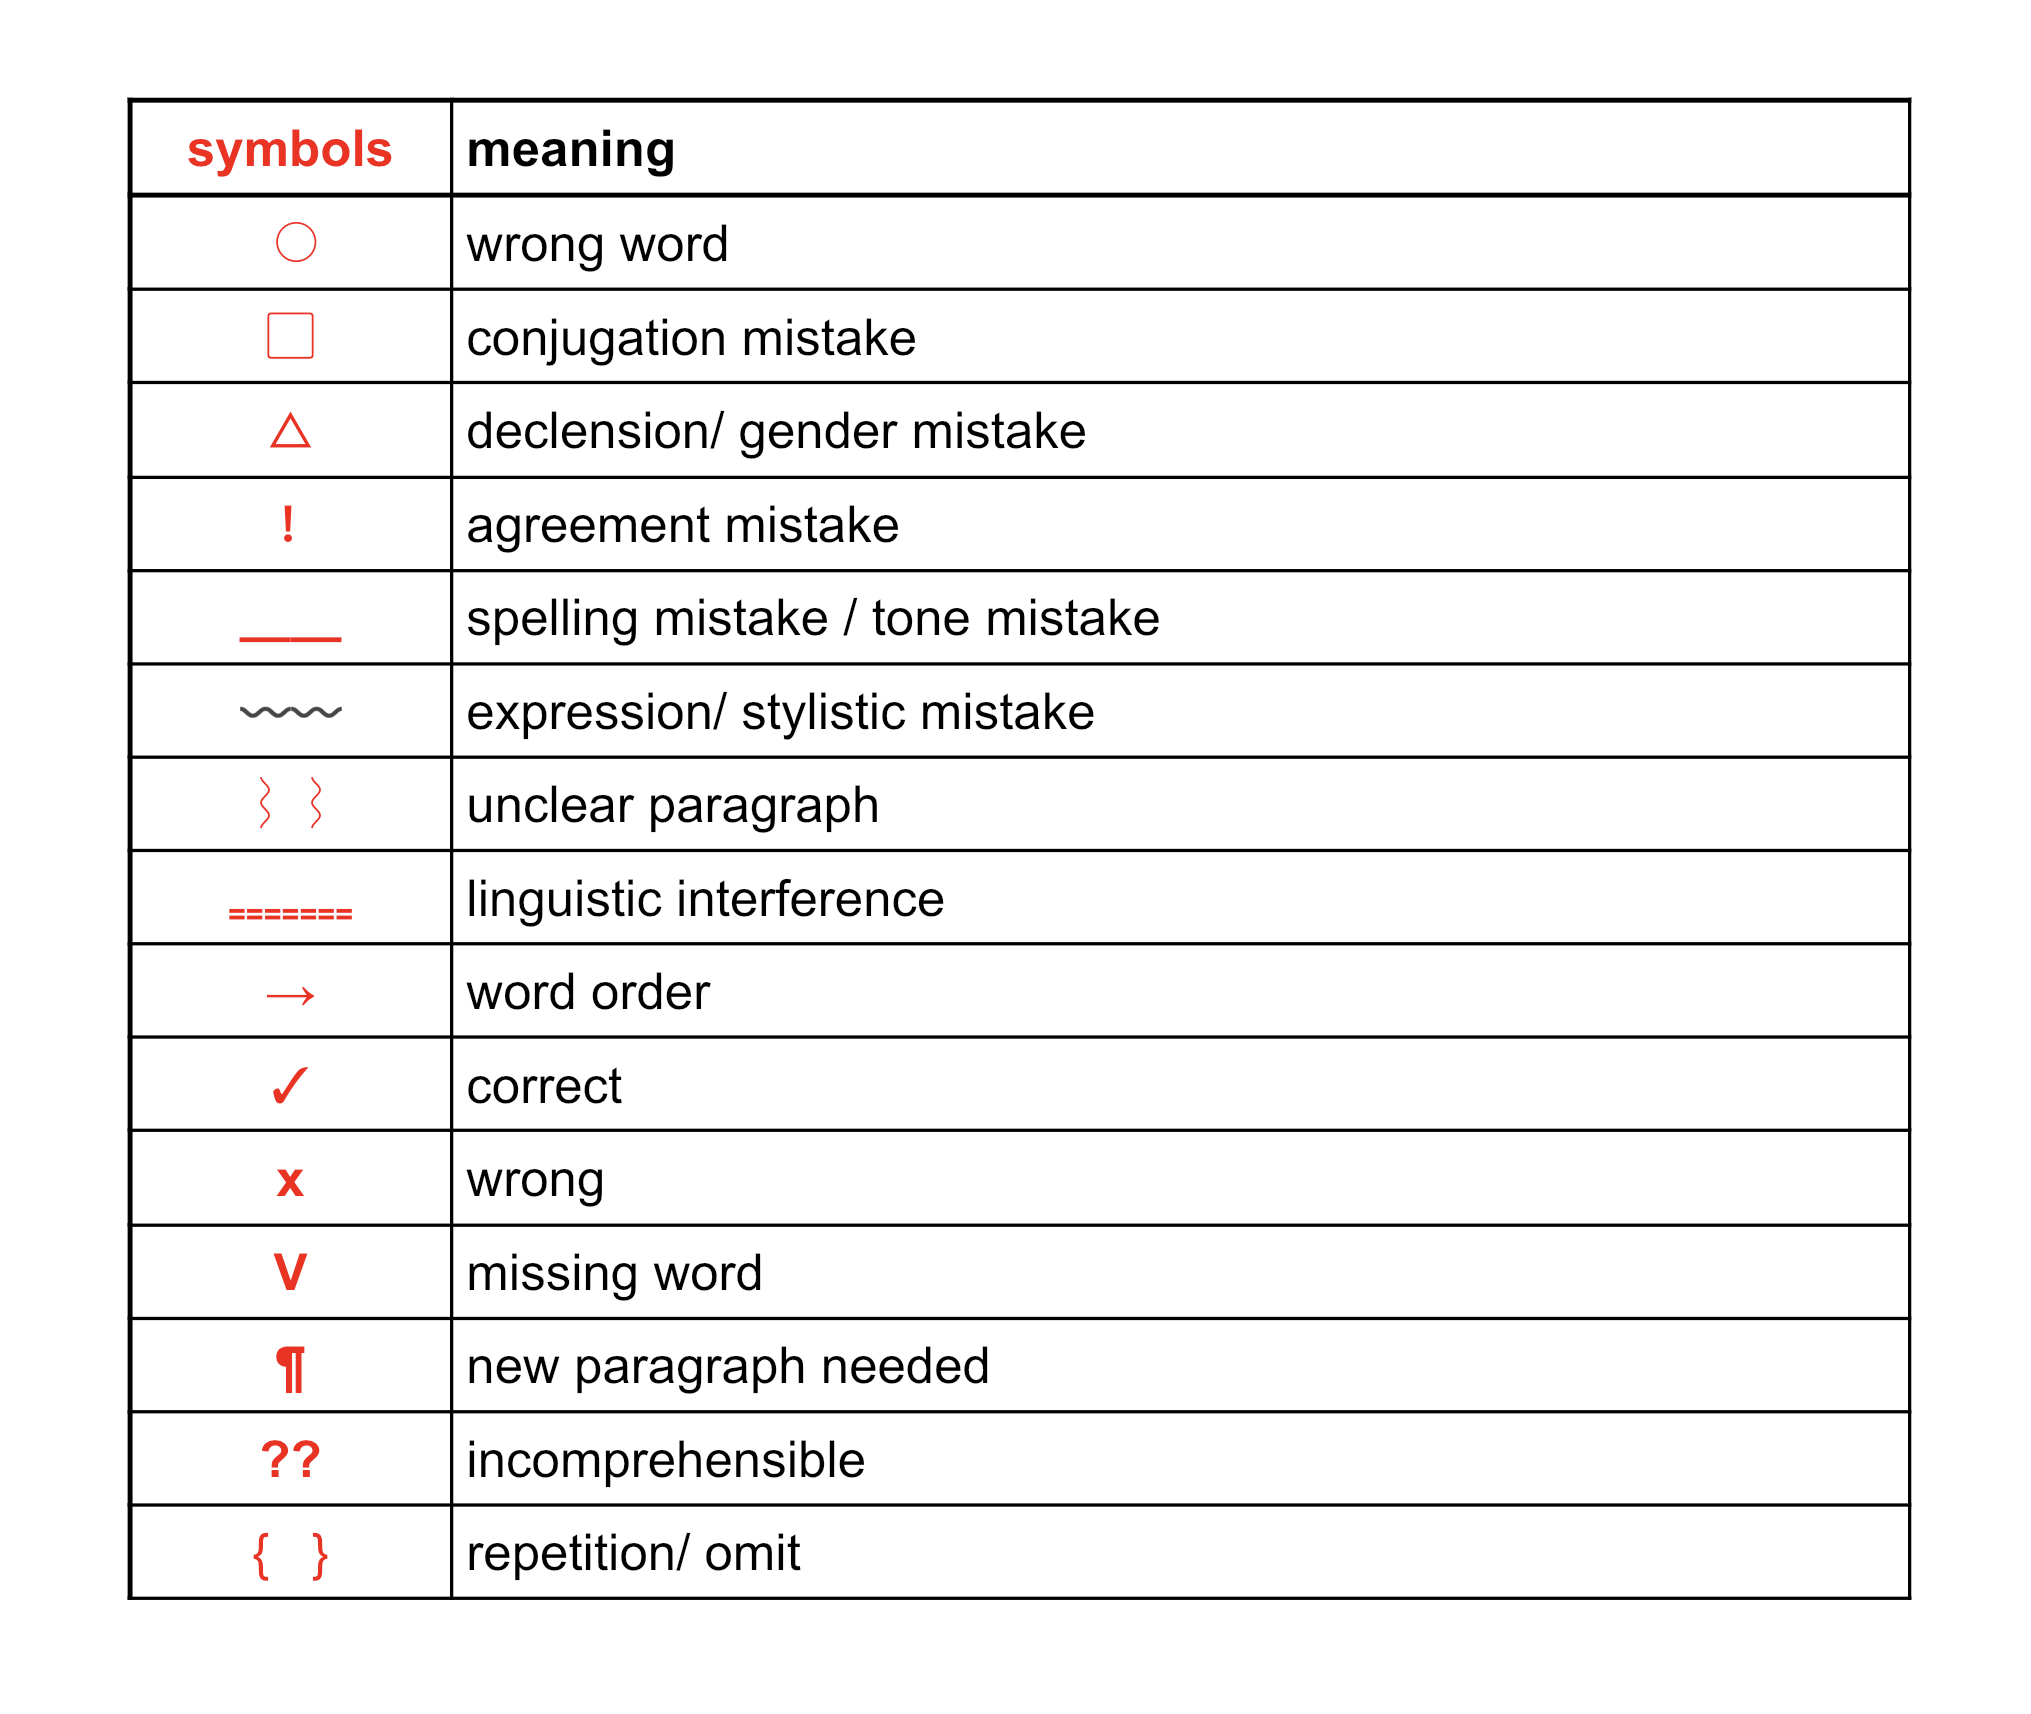 symbols meaning
○ wrong word
□ conjugation mistake
△ declension/ gender mistake
! agreement mistake
__ spelling mistake / tone mistake
〰〰 expression/ stylistic mistake
⌇ ⌇ unclear paragraph
======= linguistic interference
→ word order
✓ correct
x wrong
V missing word
¶ new paragraph needed
?? incomprehensible
{ } repetition/ omit